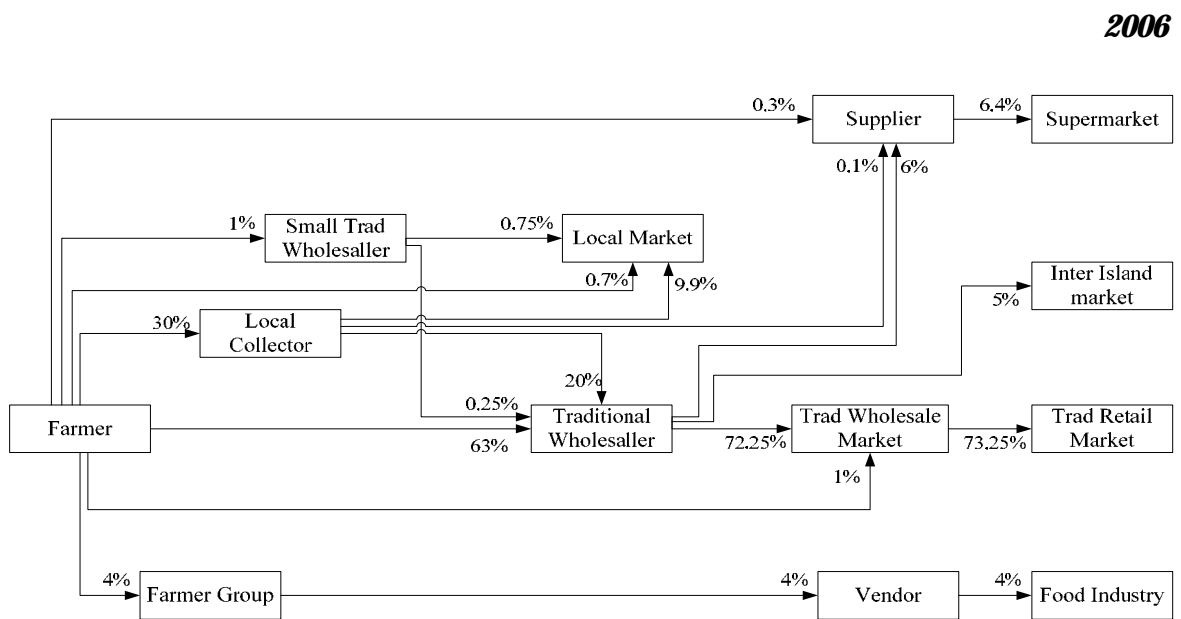 2006
0.3%
Supplier
6.4%
Supermarket
0.1%
6%
1%
Small Trad
Wholesaller
0.75%
Local Market
0.7%
9.9%
Inter Island
market
5%
30%
Local
Collector
20%
0.25%
Farmer
63%
Traditional
Wholesaller
72.25%
Trad Wholesale
Market
73.25%
Trad Retail
Market
1%
4%
Farmer Group
4%
Vendor
4%
Food Industry